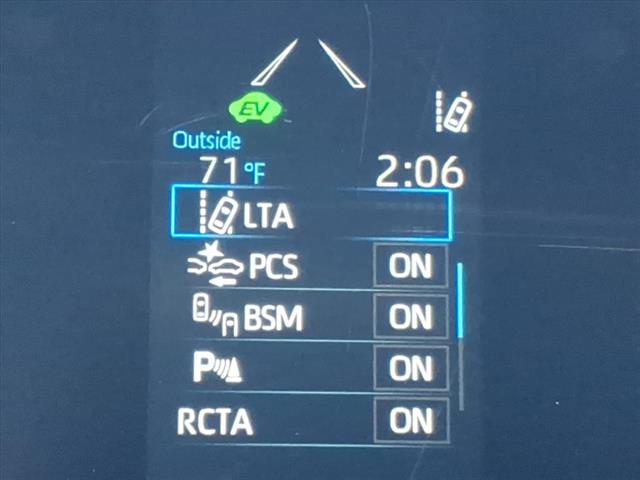 EV
Outside
71°F 2:06
LTA
PCS ON
BSM ON
P ON
RCTA ON